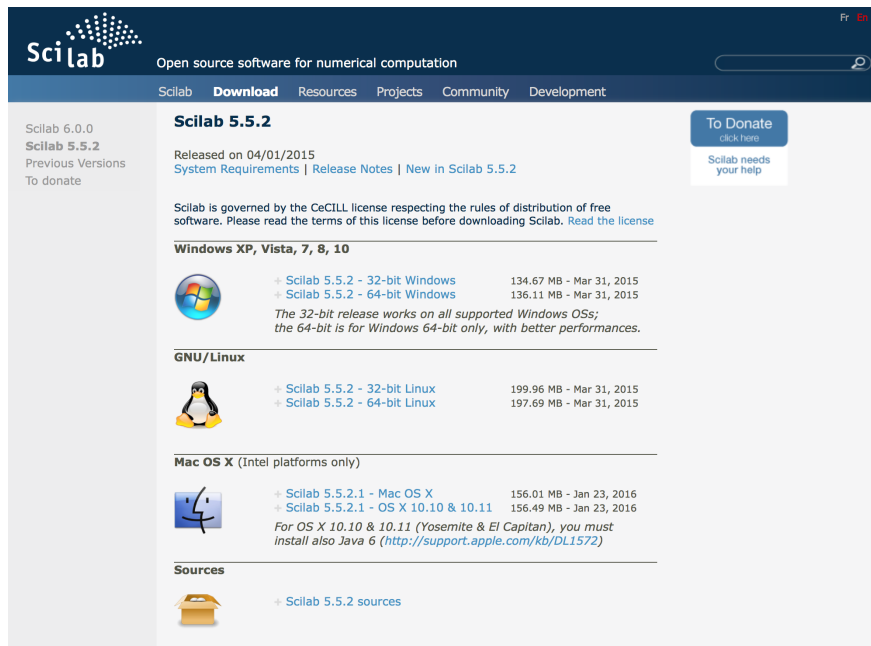 Fr En
Scilab
Open source software for numerical computation
Scilab Download Resources Projects Community Development
Scilab 6.0.0
Scilab 5.5.2
Previous Versions
To donate
Scilab 5.5.2
Released on 04/01/2015
System Requirements | Release Notes | New in Scilab 5.5.2
Scilab is governed by the CeCILL license respecting the rules of distribution of free
software. Please read the terms of this license before downloading Scilab. Read the license
Windows XP, Vista, 7, 8, 10
Scilab 5.5.2 - 32-bit Windows 134.67 MB - Mar 31, 2015
Scilab 5.5.2 - 64-bit Windows 136.11 MB - Mar 31, 2015
The 32-bit release works on all supported Windows OSs;
the 64-bit is for Windows 64-bit only, with better performances.
GNU/Linux
Scilab 5.5.2 - 32-bit Linux 199.96 MB - Mar 31, 2015
Scilab 5.5.2 - 64-bit Linux 197.69 MB - Mar 31, 2015
Mac OS X (Intel platforms only)
Scilab 5.5.2.1 - Mac OS X 156.01 MB - Jan 23, 2016
Scilab 5.5.2.1 - OS X 10.10 & 10.11 156.49 MB - Jan 23, 2016
For OS X 10.10 & 10.11 (Yosemite & El Capitan), you must
install also Java 6 (http://support.apple.com/kb/DL1572)
Sources
Scilab 5.5.2 sources
To Donate
click here
Scilab needs
your help